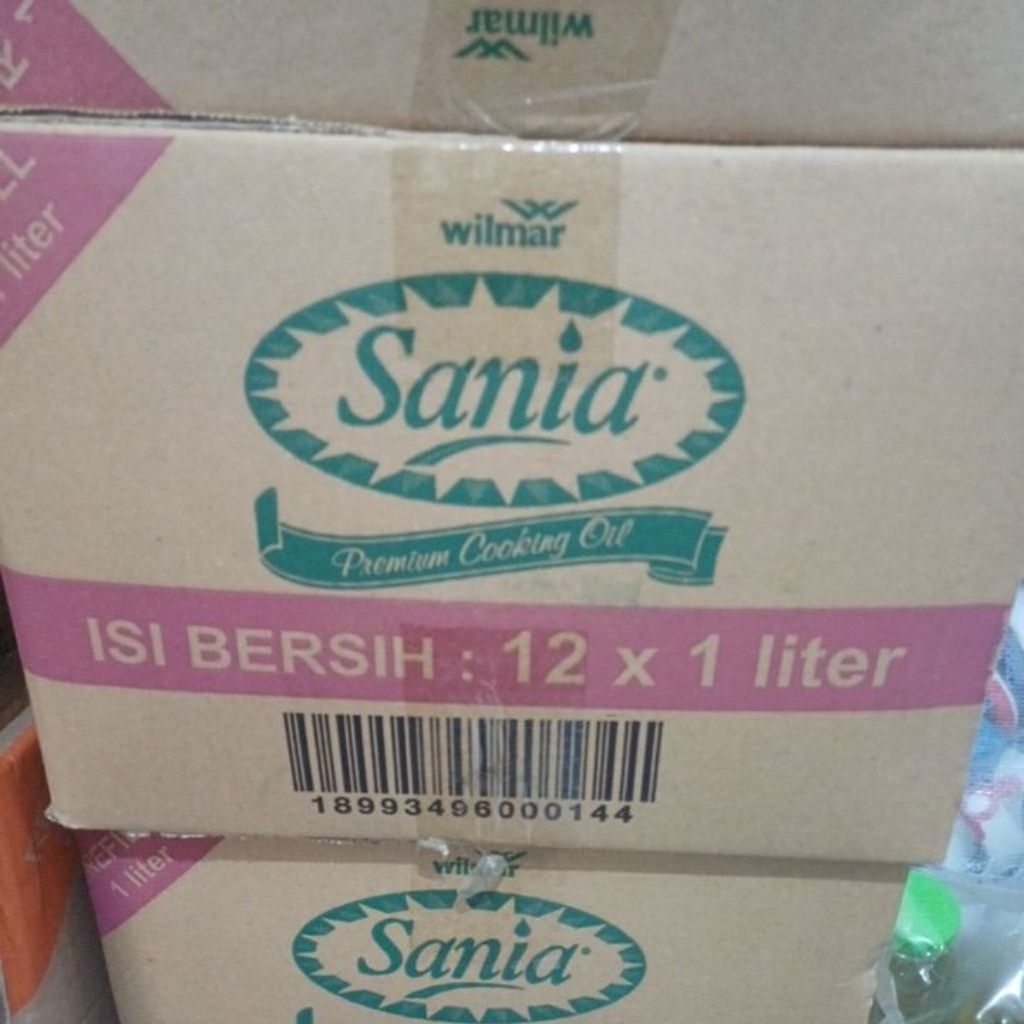 wilmar
liter
wilmar
Sania
Premium Cooking Oil
ISI BERSIH : 12 x 1 liter
18993496000144
1 liter
wilmar
Sania